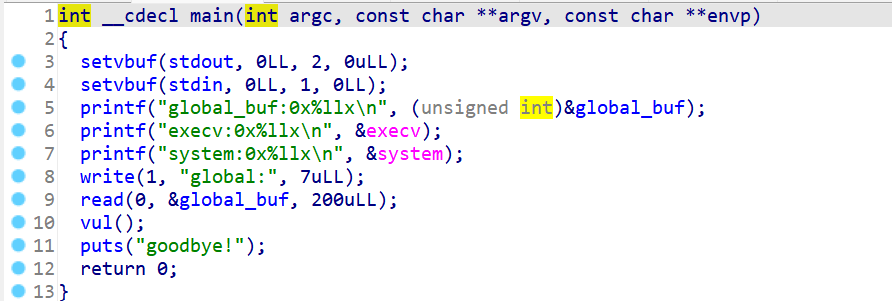 1 int __cdecl main(int argc, const char **argv, const char **envp)
2 {
3 setvbuf(stdout, 0LL, 2, 0uLL);
4 setvbuf(stdin, 0LL, 1, 0LL);
5 printf("global_buf:0x%llx\n", (unsigned int)&global_buf);
6 printf("execv:0x%llx\n", &execv);
7 printf("system:0x%llx\n", &system);
8 write(1, "global:", 7uLL);
9 read(0, &global_buf, 200uLL);
10 vul();
11 puts("goodbye!");
12 return 0;
13 }